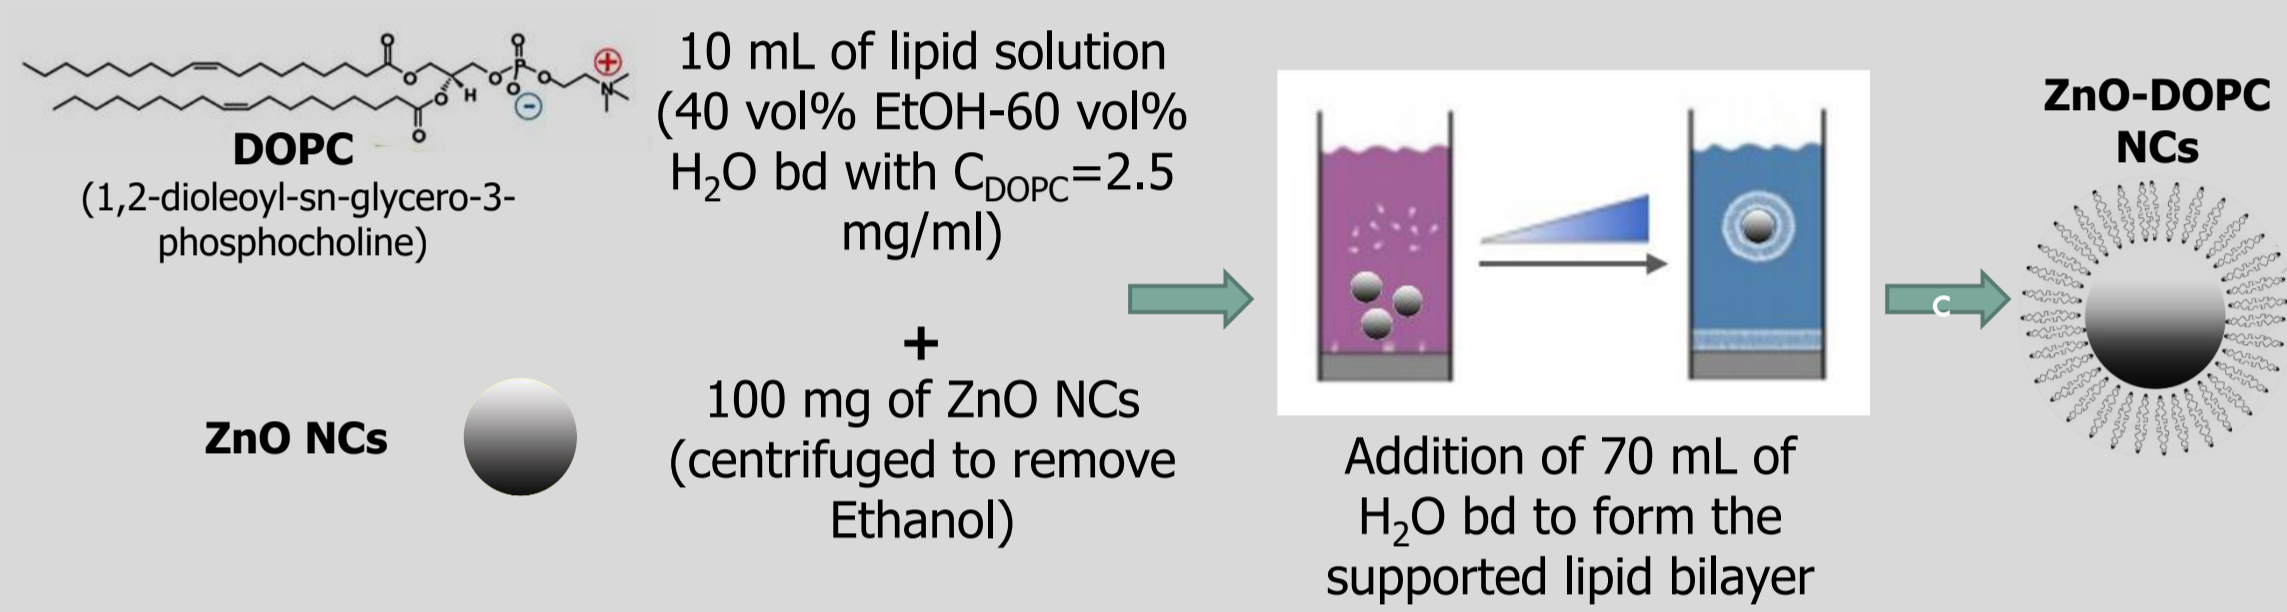 O
O
P
O
O
O
O
N
H
O
O
DOPC
(1,2-dioleoyl-sn-glycero-3-
phosphocholine)
ZnO NCs
10 mL of lipid solution
(40 vol% EtOH-60 vol%
H₂O bd with C_DOPC=2.5
mg/ml)
+
100 mg of ZnO NCs
(centrifuged to remove
Ethanol)
Addition of 70 mL of
H₂O bd to form the
supported lipid bilayer
c
ZnO-DOPC
NCs